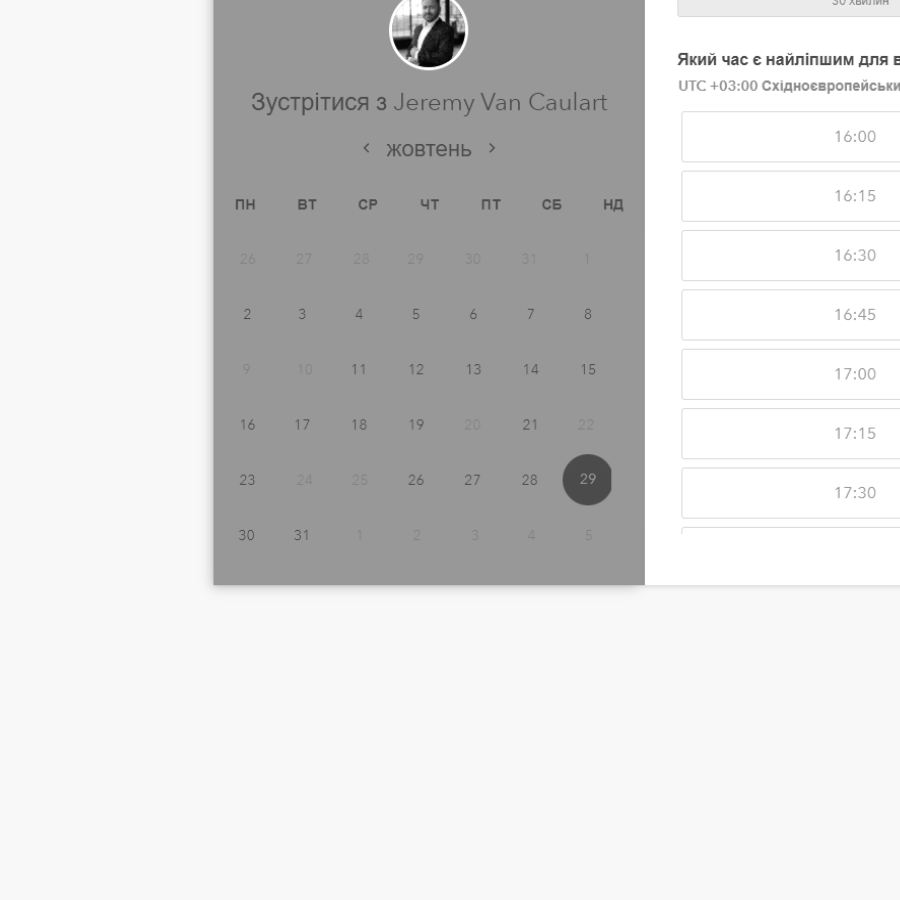 Зустрітися з Jeremy Van Caulart
‹ жовтень ›
ПН ВТ СР ЧТ ПТ СБ НД
26 27 28 29 30 31 1
2 3 4 5 6 7 8
9 10 11 12 13 14 15
16 17 18 19 20 21 22
23 24 25 26 27 28 29
30 31 1 2 3 4 5
30 хвилин
Який час є найліпшим для
UTC +03:00
16:00
16:15
16:30
16:45
17:00
17:15
17:30